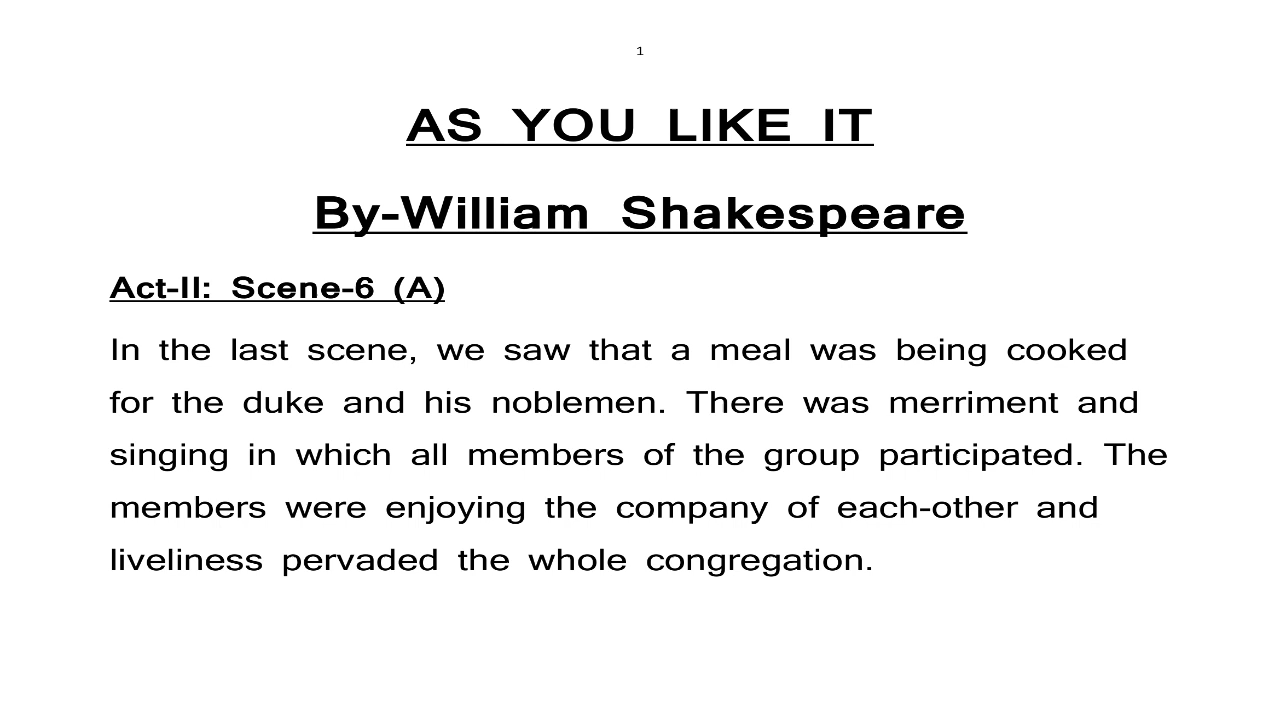 1
AS YOU LIKE IT
By-William Shakespeare
Act-II: Scene-6 (A)
In the last scene, we saw that a meal was being cooked
for the duke and his noblemen. There was merriment and
singing in which all members of the group participated. The
members were enjoying the company of each-other and
liveliness pervaded the whole congregation.